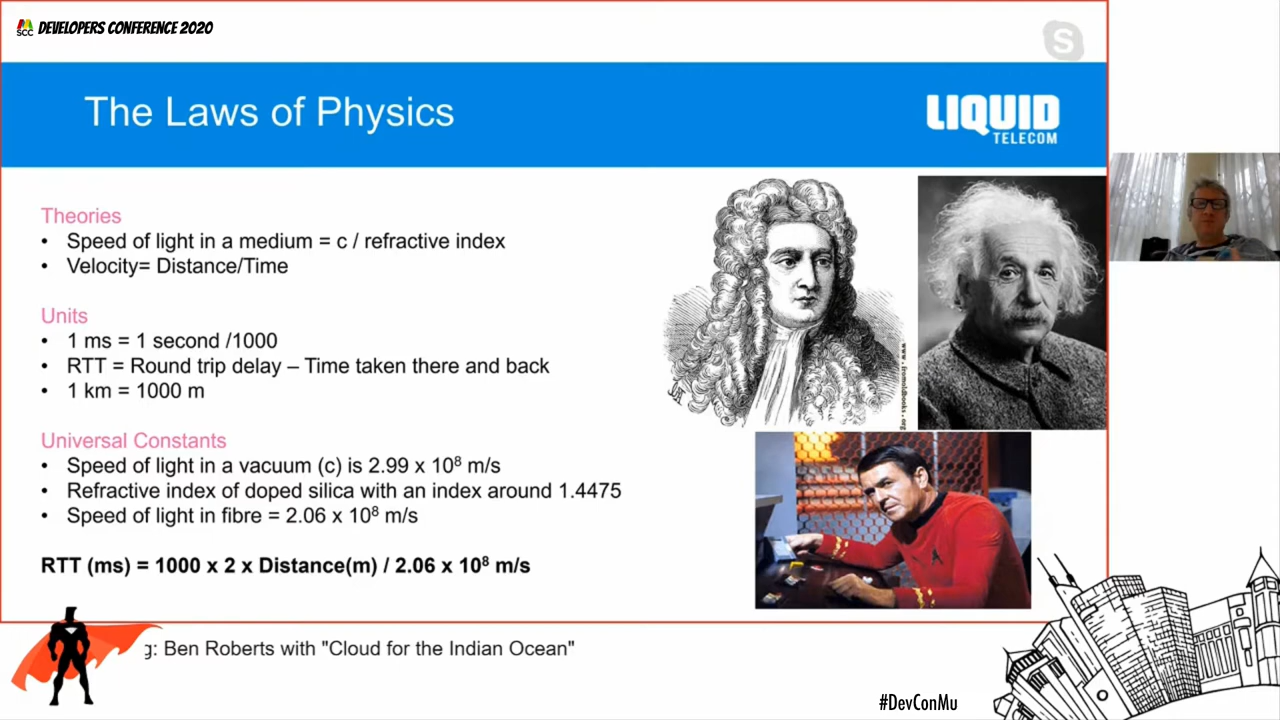 SCC DEVELOPERS CONFERENCE 2020
S
The Laws of Physics
LIQUID
TELECOM
Theories
• Speed of light in a medium = c / refractive index
• Velocity= Distance/Time
Units
• 1 ms = 1 second /1000
• RTT = Round trip delay – Time taken there and back
• 1 km = 1000 m
Universal Constants
• Speed of light in a vacuum (c) is 2.99 x 10⁸ m/s
• Refractive index of doped silica with an index around 1.4475
• Speed of light in fibre = 2.06 x 10⁸ m/s
RTT (ms) = 1000 x 2 x Distance(m) / 2.06 x 10⁸ m/s
www.fromoldbooks.org
g: Ben Roberts with "Cloud for the Indian Ocean"
#DevConMu